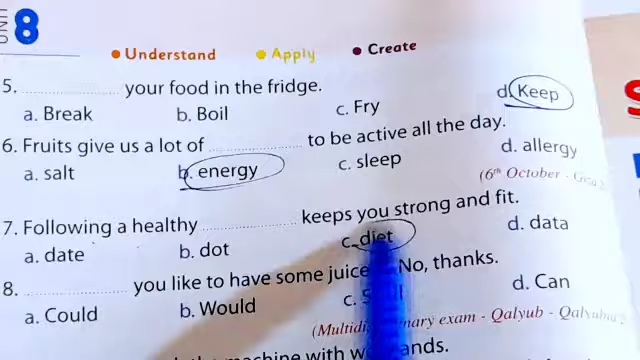 UNIT 8
Understand Apply Create
5. .................... your food in the fridge.
a. Break b. Boil c. Fry d. Keep
6. Fruits give us a lot of .................... to be active all the day.
a. salt b. energy c. sleep d. allergy
(6th October - Giza)
7. Following a healthy .................... keeps you strong and fit.
a. date b. dot c. diet d. data
8. .................... you like to have some juice No, thanks.
a. Could b. Would c. d. Can
exam - Qalyub - Qalyubia)
the machine with hands.